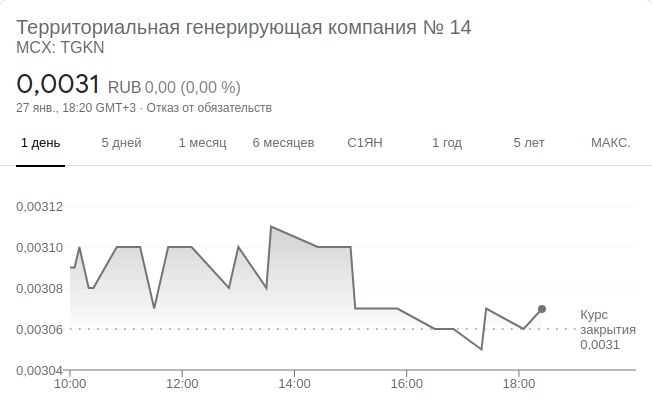 Территориальная генерирующая компания № 14
MCX: TGKN
0,0031 RUB 0,00 (0,00 %)
27 янв., 18:20 GMT+3 · Отказ от обязательств
1 день 5 дней 1 месяц 6 месяцев С1ЯН 1 год 5 лет МАКС.
0,00312
0,00310
0,00308
0,00306
0,00304
Курс
закрытия
0,0031
10:00 12:00 14:00 16:00 18:00